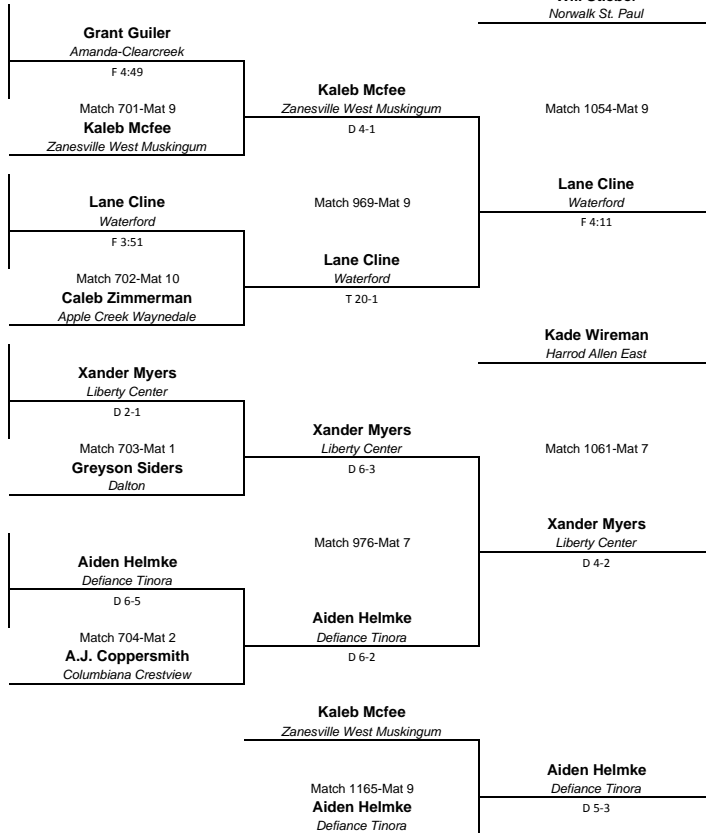 Norwalk St. Paul
Grant Guiler
Amanda-Clearcreek
F 4:49
Match 701-Mat 9
Kaleb Mcfee
Zanesville West Muskingum
Kaleb Mcfee
Zanesville West Muskingum
D 4-1
Match 1054-Mat 9
Lane Cline
Waterford
F 3:51
Match 969-Mat 9
Lane Cline
Waterford
F 4:11
Match 702-Mat 10
Caleb Zimmerman
Apple Creek Waynedale
Lane Cline
Waterford
T 20-1
Kade Wireman
Harrod Allen East
Xander Myers
Liberty Center
D 2-1
Match 703-Mat 1
Greyson Siders
Dalton
Xander Myers
Liberty Center
D 6-3
Match 1061-Mat 7
Aiden Helmke
Defiance Tinora
D 6-5
Match 976-Mat 7
Xander Myers
Liberty Center
D 4-2
Match 704-Mat 2
A.J. Coppersmith
Columbiana Crestview
Aiden Helmke
Defiance Tinora
D 6-2
Kaleb Mcfee
Zanesville West Muskingum
Match 1165-Mat 9
Aiden Helmke
Defiance Tinora
Aiden Helmke
Defiance Tinora
D 5-3